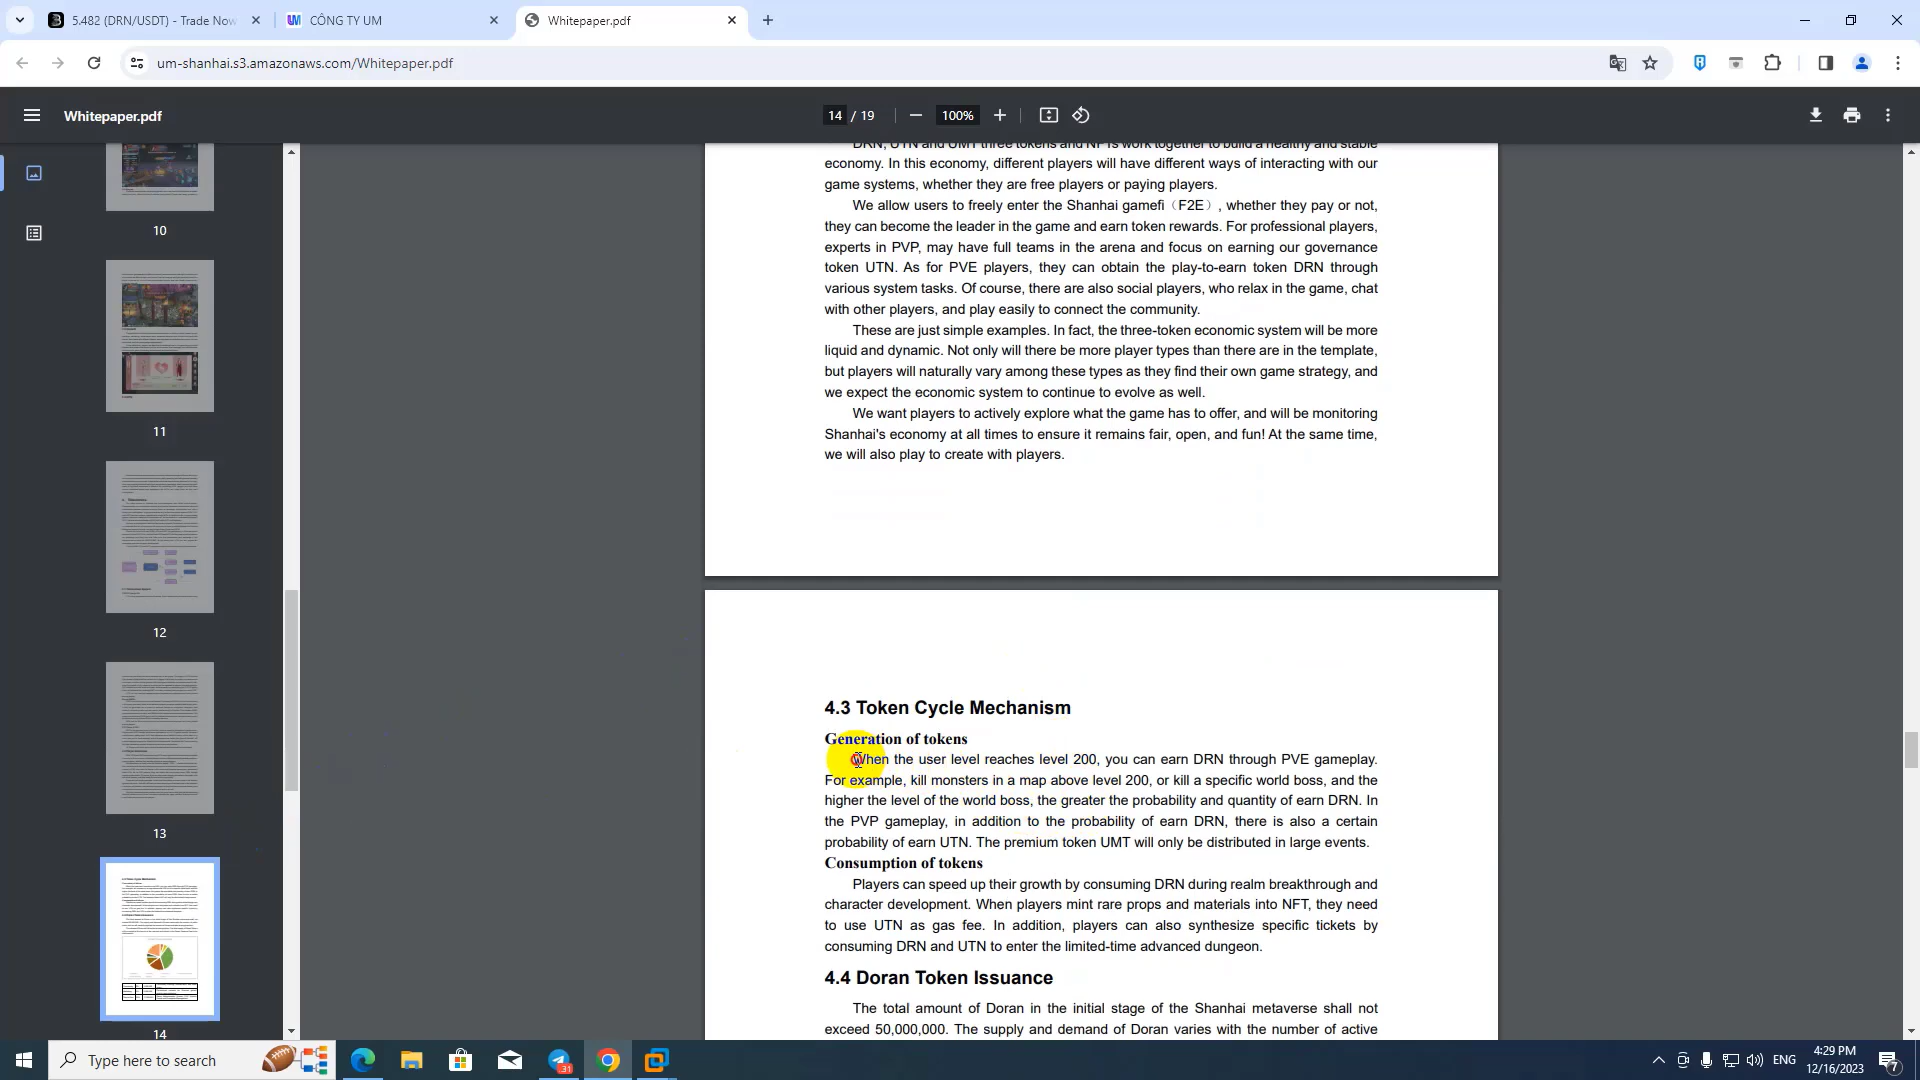 5.482 (DRN/USDT) - Trade Now
CÔNG TY UM
Whitepaper.pdf
um-shanhai.s3.amazonaws.com/Whitepaper.pdf
Whitepaper.pdf
14 / 19
100%
10
11
12
13
14
DRN, UTN and UMT three tokens and NFTs work together to build a healthy and stable
economy. In this economy, different players will have different ways of interacting with our
game systems, whether they are free players or paying players.
We allow users to freely enter the Shanhai gamefi（F2E）, whether they pay or not,
they can become the leader in the game and earn token rewards. For professional players,
experts in PVP, may have full teams in the arena and focus on earning our governance
token UTN. As for PVE players, they can obtain the play-to-earn token DRN through
various system tasks. Of course, there are also social players, who relax in the game, chat
with other players, and play easily to connect the community.
These are just simple examples. In fact, the three-token economic system will be more
liquid and dynamic. Not only will there be more player types than there are in the template,
but players will naturally vary among these types as they find their own game strategy, and
we expect the economic system to continue to evolve as well.
We want players to actively explore what the game has to offer, and will be monitoring
Shanhai's economy at all times to ensure it remains fair, open, and fun! At the same time,
we will also play to create with players.
4.3 Token Cycle Mechanism
Generation of tokens
When the user level reaches level 200, you can earn DRN through PVE gameplay.
For example, kill monsters in a map above level 200, or kill a specific world boss, and the
higher the level of the world boss, the greater the probability and quantity of earn DRN. In
the PVP gameplay, in addition to the probability of earn DRN, there is also a certain
probability of earn UTN. The premium token UMT will only be distributed in large events.
Consumption of tokens
Players can speed up their growth by consuming DRN during realm breakthrough and
character development. When players mint rare props and materials into NFT, they need
to use UTN as gas fee. In addition, players can also synthesize specific tickets by
consuming DRN and UTN to enter the limited-time advanced dungeon.
4.4 Doran Token Issuance
The total amount of Doran in the initial stage of the Shanhai metaverse shall not
exceed 50,000,000. The supply and demand of Doran varies with the number of active
Type here to search
31
ENG
4:29 PM
12/16/2023
7